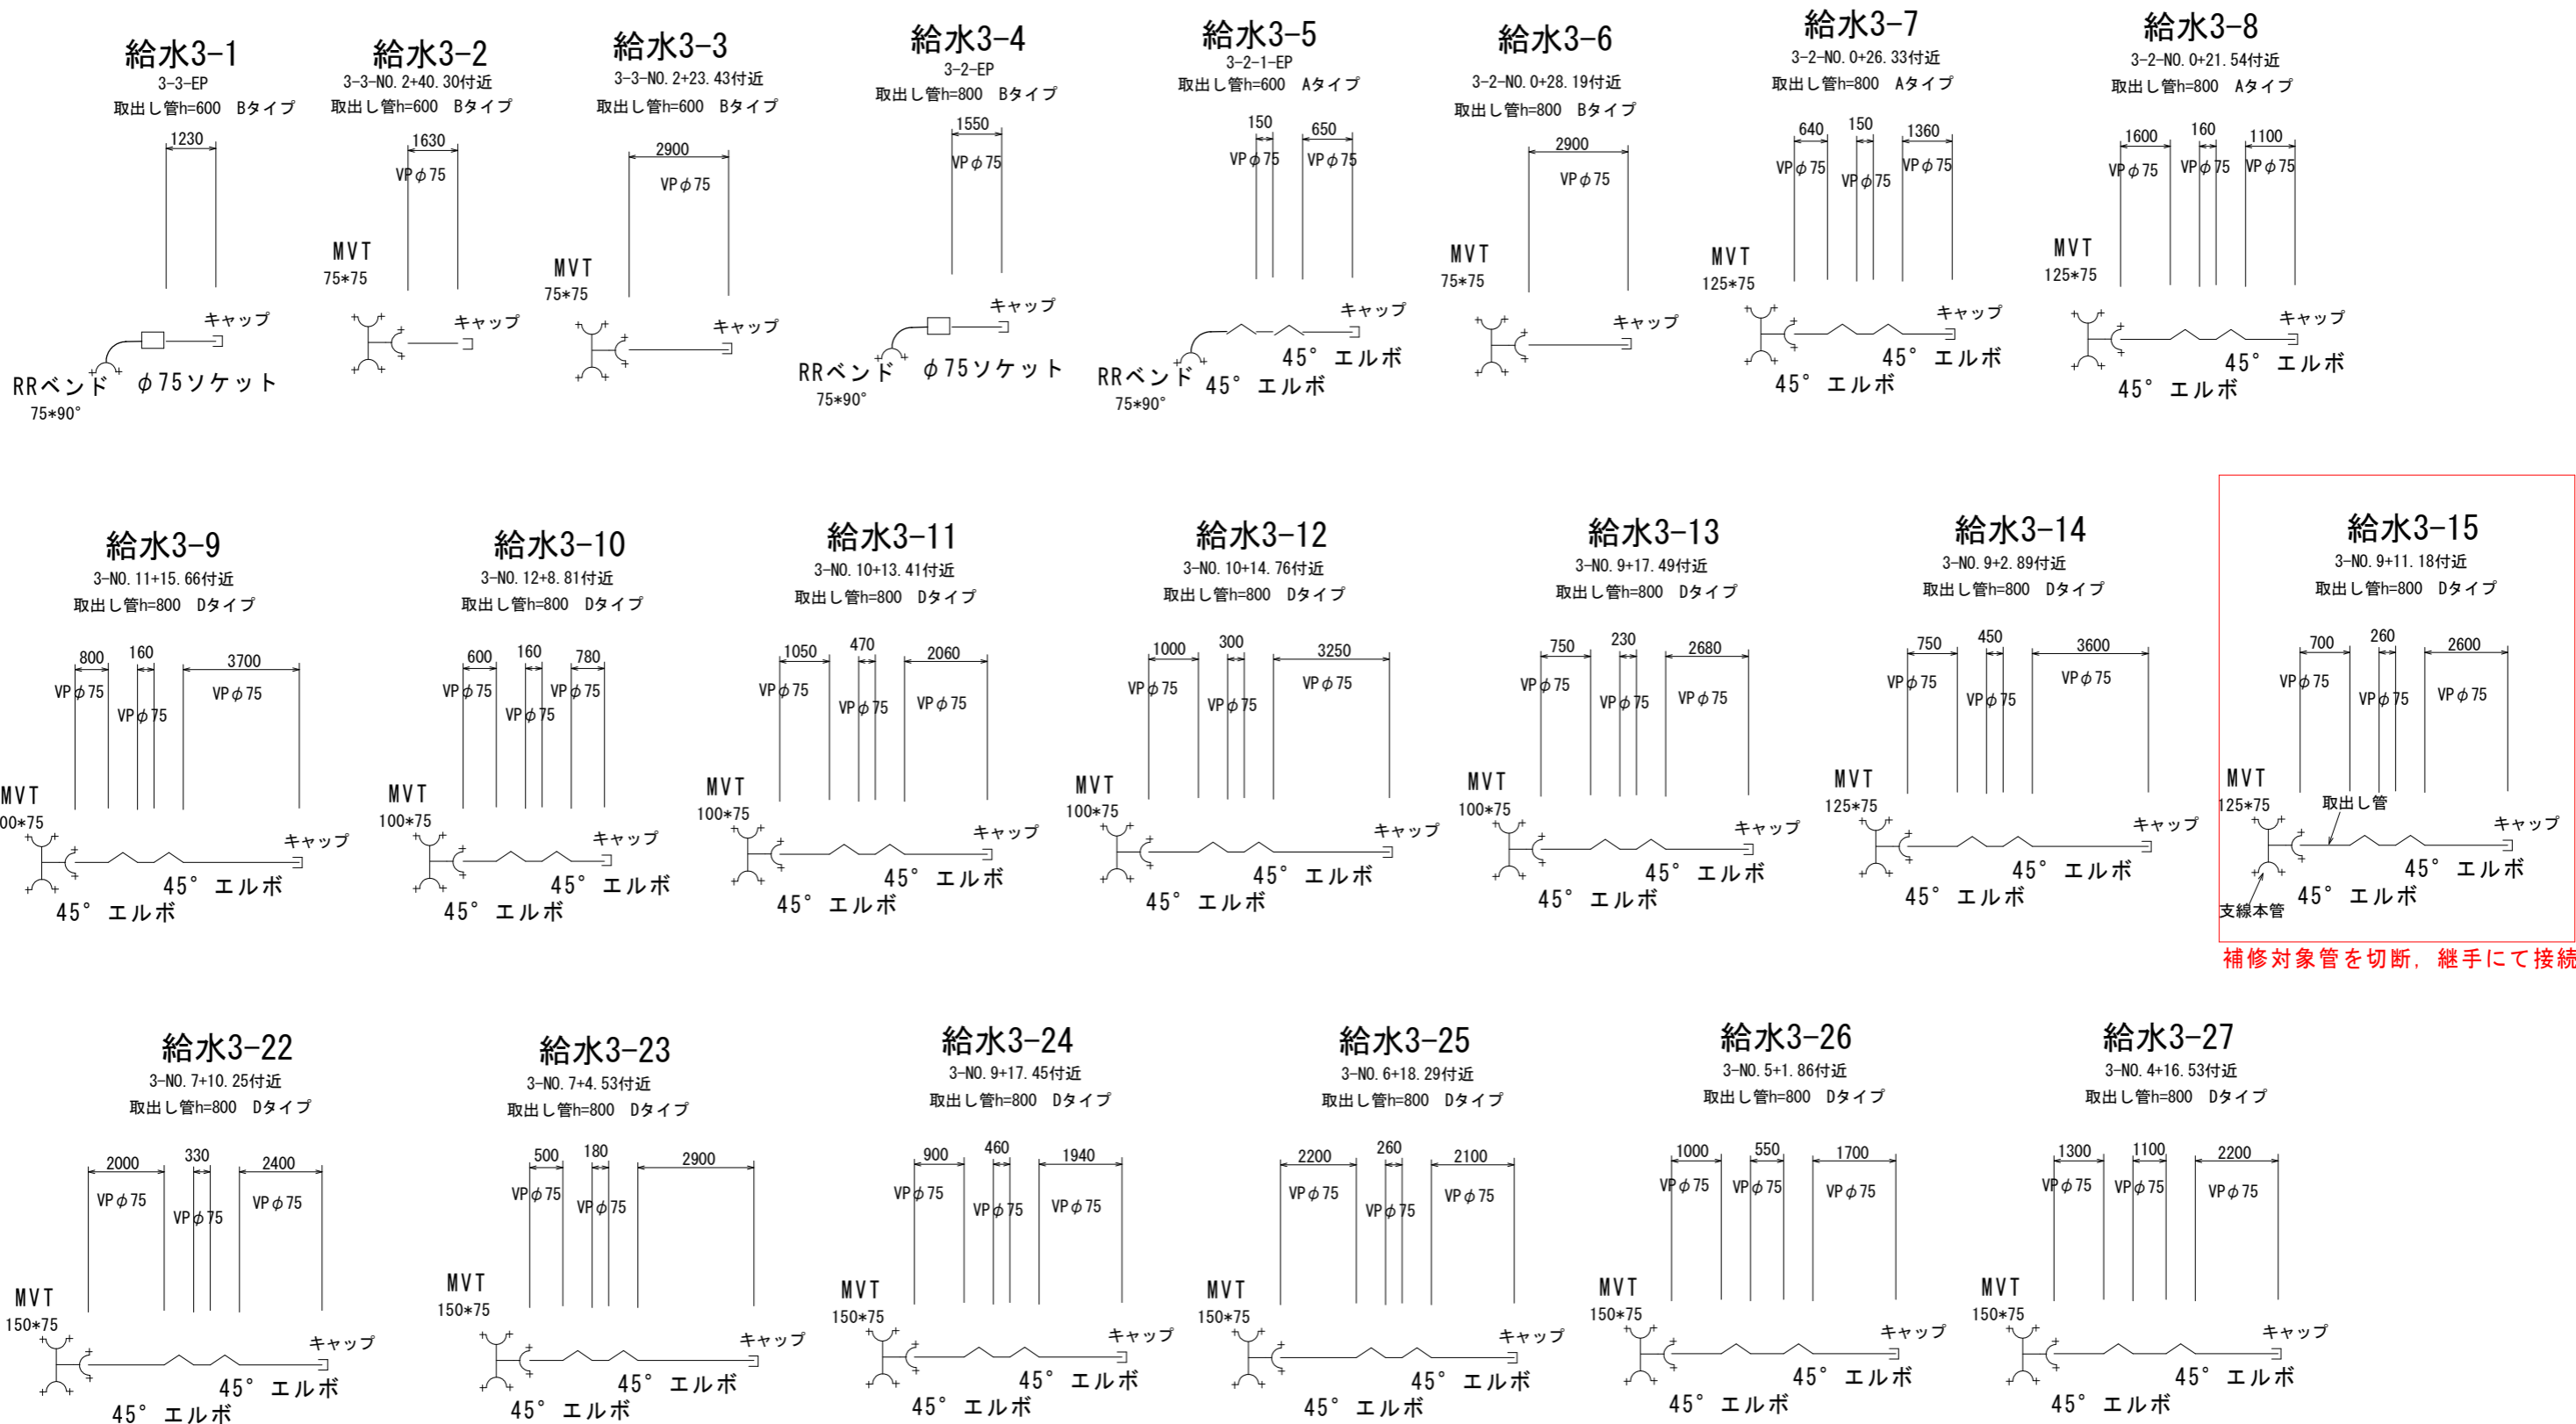 給水3-1
3-3-EP
取出し管h=600　Bタイプ
1230
キャップ
RRベンド
75*90°
φ75ソケット
給水3-2
3-3-NO.2+40.30付近
取出し管h=600　Bタイプ
1630
VPφ75
MVT
75*75
キャップ
給水3-3
3-3-NO.2+23.43付近
取出し管h=600　Bタイプ
2900
VPφ75
MVT
75*75
キャップ
給水3-4
3-2-EP
取出し管h=800　Bタイプ
1550
VPφ75
キャップ
RRベンド
75*90°
φ75ソケット
給水3-5
3-2-1-EP
取出し管h=600　Aタイプ
150
650
VPφ75
VPφ75
キャップ
45° エルボ
RRベンド
75*90°
45° エルボ
給水3-6
3-2-NO.0+28.19付近
取出し管h=800　Bタイプ
2900
VPφ75
MVT
75*75
キャップ
給水3-7
3-2-NO.0+26.33付近
取出し管h=800　Aタイプ
640
150
1360
VPφ75
VPφ75
VPφ75
MVT
125*75
キャップ
45° エルボ
45° エルボ
給水3-8
3-2-NO.0+21.54付近
取出し管h=800　Aタイプ
1600
160
1100
VPφ75
VPφ75
VPφ75
MVT
125*75
キャップ
45° エルボ
45° エルボ
給水3-9
3-NO.11+15.66付近
取出し管h=800　Dタイプ
800
160
3700
VPφ75
VPφ75
VPφ75
MVT
00*75
キャップ
45° エルボ
45° エルボ
給水3-10
3-NO.12+8.81付近
取出し管h=800　Dタイプ
600
160
780
VPφ75
VPφ75
VPφ75
MVT
100*75
キャップ
45° エルボ
45° エルボ
給水3-11
3-NO.10+13.41付近
取出し管h=800　Dタイプ
1050
470
2060
VPφ75
VPφ75
VPφ75
MVT
100*75
キャップ
45° エルボ
45° エルボ
給水3-12
3-NO.10+14.76付近
取出し管h=800　Dタイプ
1000
300
3250
VPφ75
VPφ75
VPφ75
MVT
100*75
キャップ
45° エルボ
45° エルボ
給水3-13
3-NO.9+17.49付近
取出し管h=800　Dタイプ
750
230
2680
VPφ75
VPφ75
VPφ75
MVT
100*75
キャップ
45° エルボ
45° エルボ
給水3-14
3-NO.9+2.89付近
取出し管h=800　Dタイプ
750
450
3600
VPφ75
VPφ75
VPφ75
MVT
125*75
キャップ
45° エルボ
45° エルボ
給水3-15
3-NO.9+11.18付近
取出し管h=800　Dタイプ
700
260
2600
VPφ75
VPφ75
VPφ75
MVT
125*75
取出し管
キャップ
45° エルボ
45° エルボ
支線本管
補修対象管を切断，継手にて接続
給水3-22
3-NO.7+10.25付近
取出し管h=800　Dタイプ
2000
330
2400
VPφ75
VPφ75
VPφ75
MVT
150*75
キャップ
45° エルボ
45° エルボ
給水3-23
3-NO.7+4.53付近
取出し管h=800　Dタイプ
500
180
2900
VPφ75
VPφ75
VPφ75
MVT
150*75
キャップ
45° エルボ
45° エルボ
給水3-24
3-NO.9+17.45付近
取出し管h=800　Dタイプ
900
460
1940
VPφ75
VPφ75
VPφ75
MVT
150*75
キャップ
45° エルボ
45° エルボ
給水3-25
3-NO.6+18.29付近
取出し管h=800　Dタイプ
2200
260
2100
VPφ75
VPφ75
VPφ75
MVT
150*75
キャップ
45° エルボ
45° エルボ
給水3-26
3-NO.5+1.86付近
取出し管h=800　Dタイプ
1000
550
1700
VPφ75
VPφ75
VPφ75
MVT
150*75
キャップ
45° エルボ
45° エルボ
給水3-27
3-NO.4+16.53付近
取出し管h=800　Dタイプ
1300
1100
2200
VPφ75
VPφ75
VPφ75
MVT
150*75
キャップ
45° エルボ
45° エルボ